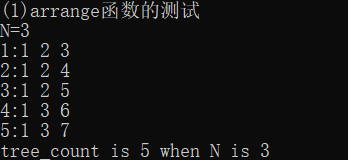 (1)arrange函数的测试
N=3
1:1 2 3
2:1 2 4
3:1 2 5
4:1 3 6
5:1 3 7
tree_count is 5 when N is 3